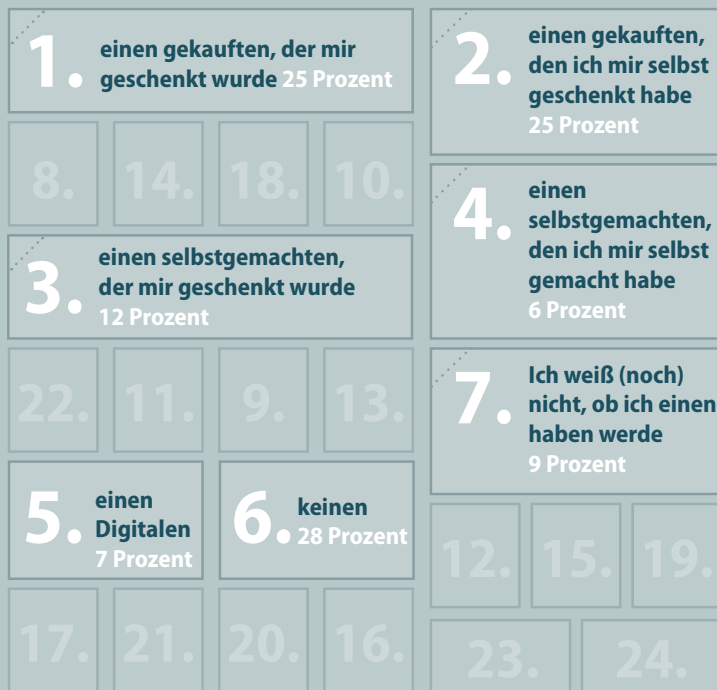 1.
einen gekauften, der mir
geschenkt wurde 25 Prozent
2.
einen gekauften,
den ich mir selbst
geschenkt habe
25 Prozent
8. 14. 18. 10.
3.
einen selbstgemachten,
der mir geschenkt wurde
12 Prozent
4.
einen
selbstgemachten,
den ich mir selbst
gemacht habe
6 Prozent
22. 11. 9. 13.
7.
Ich weiß (noch)
nicht, ob ich einen
haben werde
9 Prozent
5.
einen
Digitalen
7 Prozent
6.
keinen
28 Prozent
12. 15. 19.
17. 21. 20. 16.
23. 24.